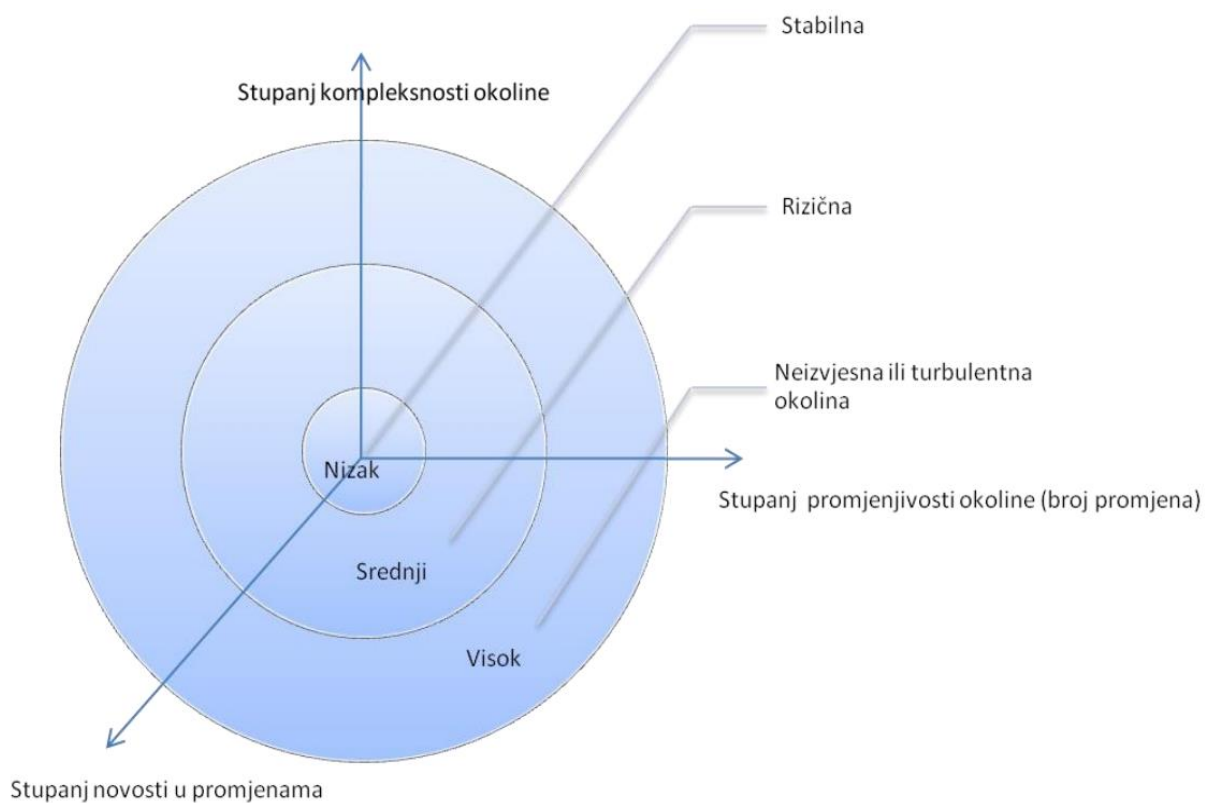 Stabilna
Stupanj kompleksnosti okoline
Rizična
Neizvjesna ili turbulentna
okolina
Nizak
Stupanj promjenjivosti okoline (broj promjena)
Srednji
Visok
Stupanj novosti u promjenama